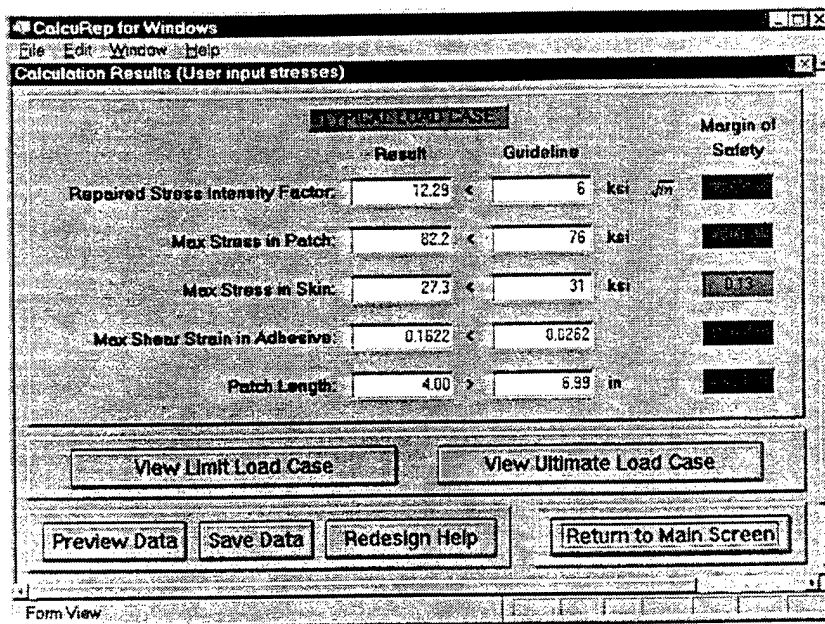 CalcuRep for Windows
File Edit Window Help
Calculation Results (User input stresses)
TYPICAL LOAD CASE
Result Guideline Margin of Safety
Repaired Stress Intensity Factor: 12.29 < 6 ksi √in
Max Stress in Patch: 82.2 < 76 ksi
Max Stress in Skin: 27.3 < 31 ksi 0.13
Max Shear Strain in Adhesive: 0.1622 < 0.0262
Patch Length: 4.00 > 6.99 in
View Limit Load Case View Ultimate Load Case
Preview Data Save Data Redesign Help Return to Main Screen
Form View